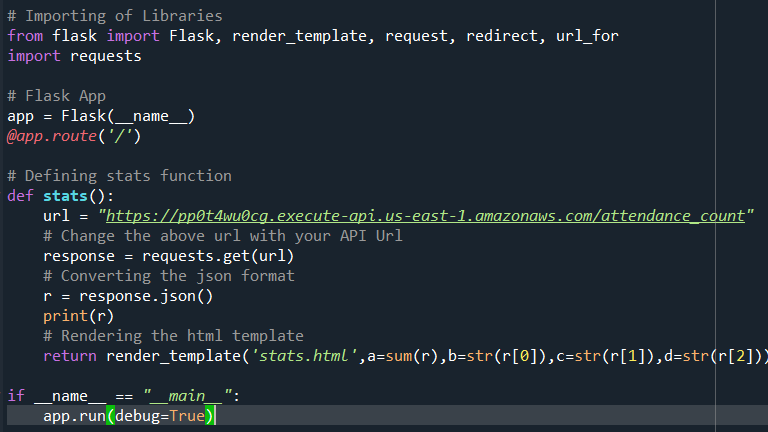 # Importing of Libraries
from flask import Flask, render_template, request, redirect, url_for
import requests

# Flask App
app = Flask(__name__)
@app.route('/')

# Defining stats function
def stats():
    url = "https://pp0t4wu0cg.execute-api.us-east-1.amazonaws.com/attendance_count"
    # Change the above url with your API Url
    response = requests.get(url)
    # Converting the json format
    r = response.json()
    print(r)
    # Rendering the html template
    return render_template('stats.html',a=sum(r),b=str(r[0]),c=str(r[1]),d=str(r[2]))

if __name__ == "__main__":
    app.run(debug=True)